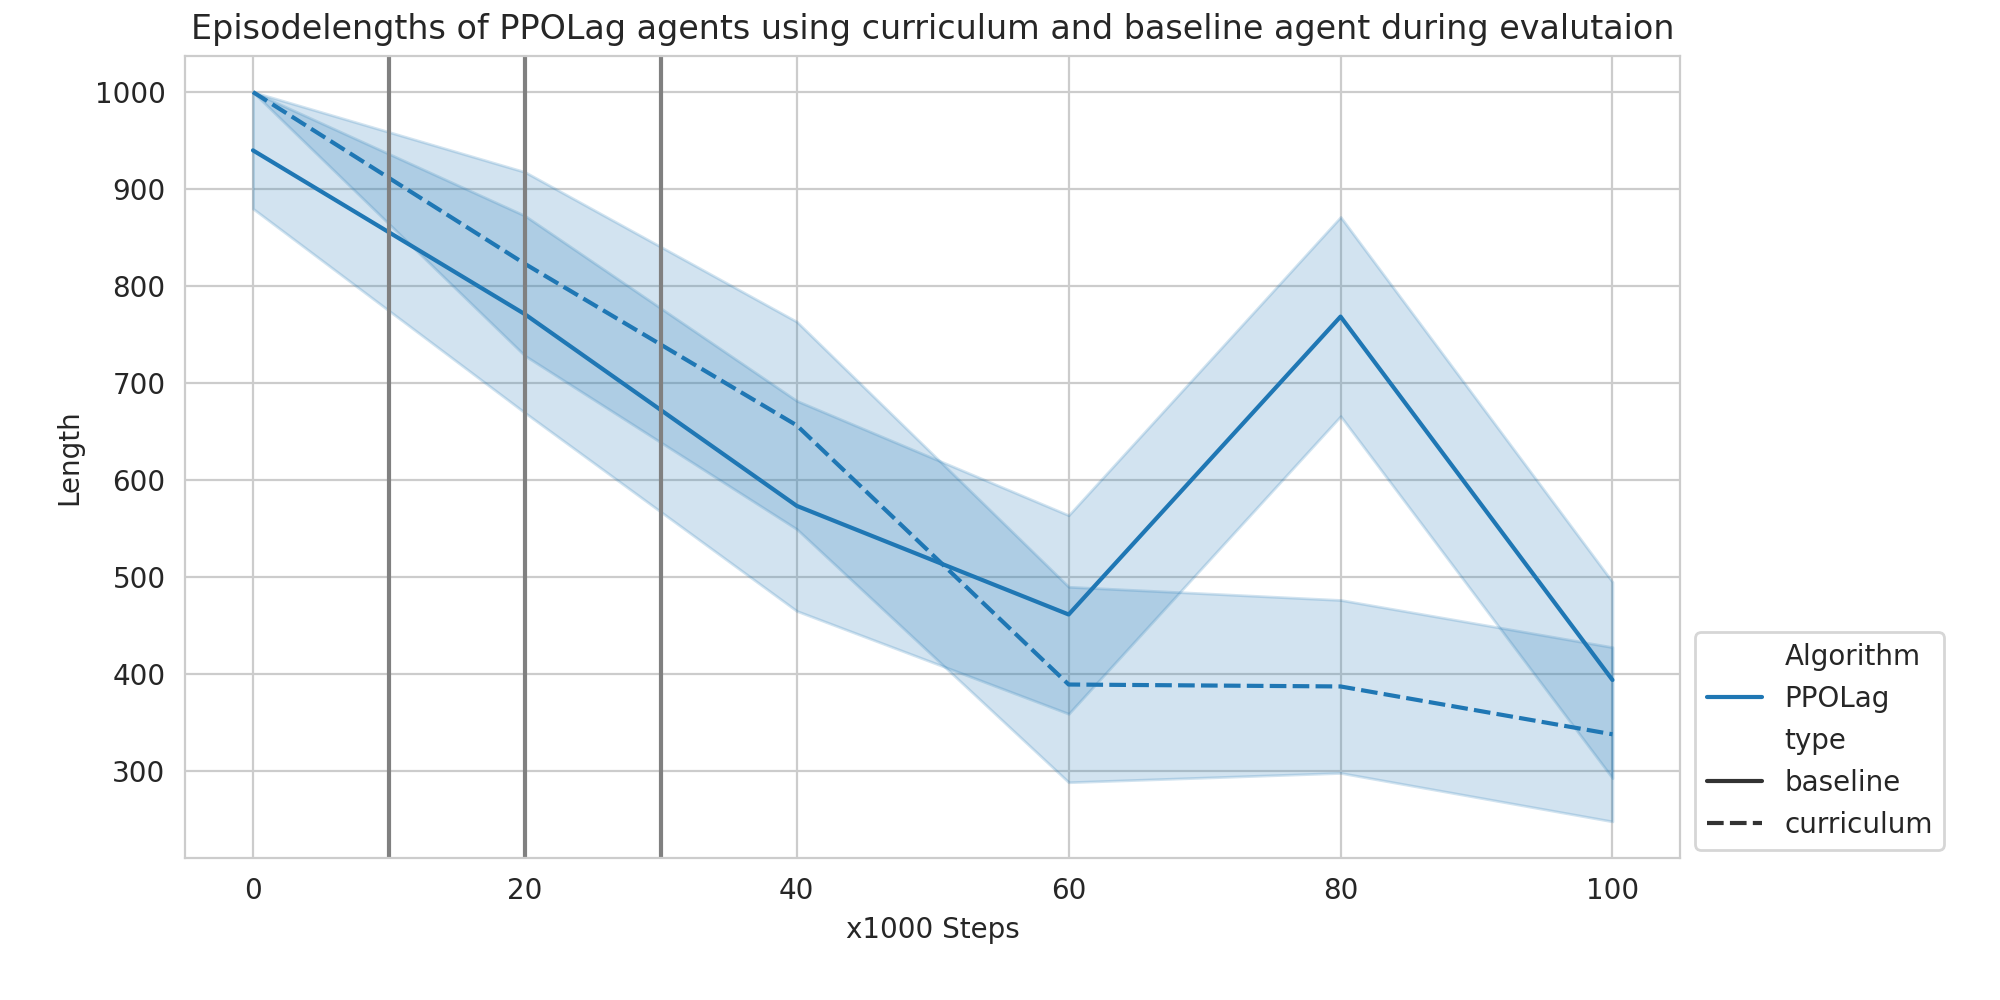 Episodelengths of PPOLag agents using curriculum and baseline agent during evalutaion
1000
900
800
700
600
500
400
300
Length
0 20 40 60 80 100
x1000 Steps
Algorithm
PPOLag
type
baseline
curriculum